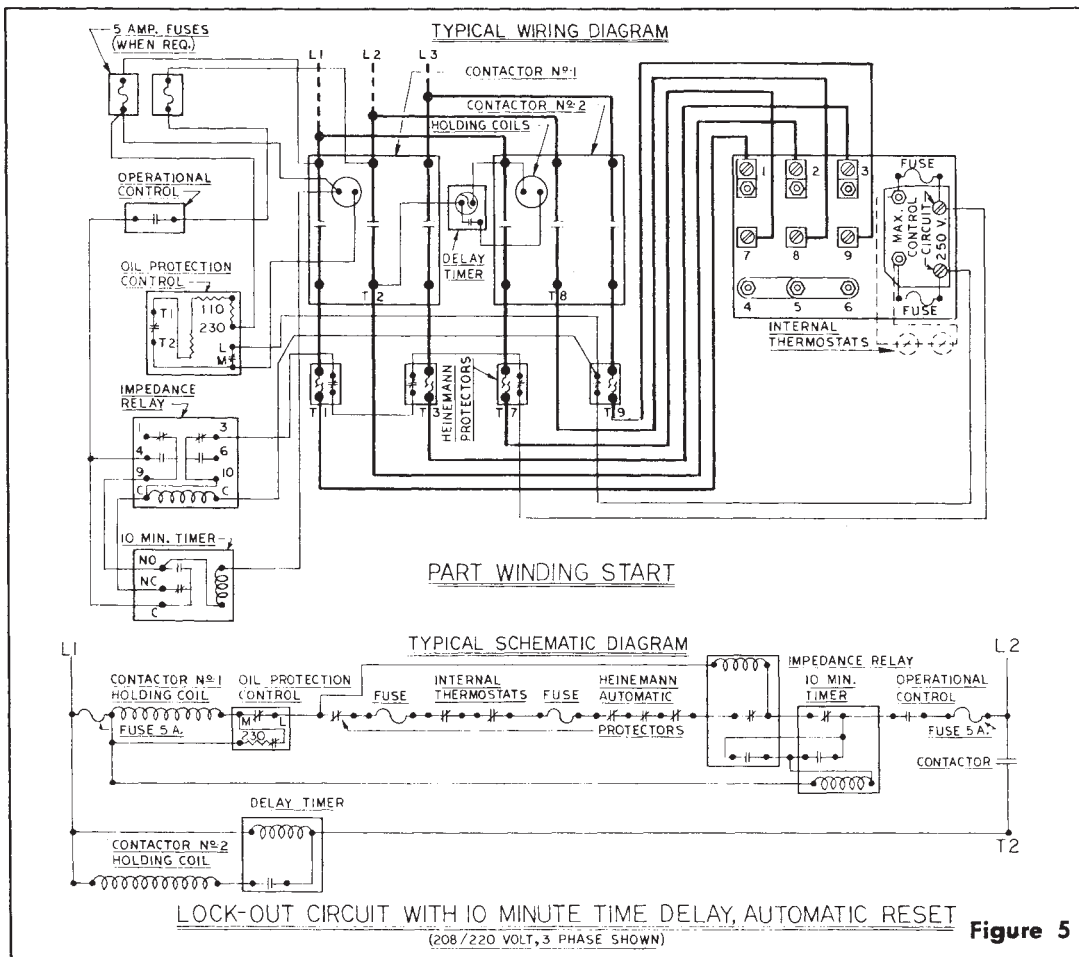 TYPICAL WIRING DIAGRAM
5 AMP. FUSES
(WHEN REQ.)
L1
L2
L3
CONTACTOR Nº-1
CONTACTOR Nº-2
HOLDING COILS
OPERATIONAL
CONTROL
DELAY
TIMER
T2
T8
OIL PROTECTION
CONTROL
T1
T2
110
230
L
M
1
2
3
7
8
9
4
5
6
FUSE
MAX.
CONTROL
CIRCUIT
250 V.
FUSE
INTERNAL
THERMOSTATS
IMPEDANCE
RELAY
1
3
4
6
9
10
C
C
T1
T3
HEINEMANN
PROTECTORS
T7
T9
10 MIN. TIMER
NO
NC
C
PART WINDING START
TYPICAL SCHEMATIC DIAGRAM
L1
L2
CONTACTOR Nº-1
HOLDING COIL
FUSE 5 A.
OIL PROTECTION
CONTROL
M
L
230
FUSE
INTERNAL
THERMOSTATS
FUSE
HEINEMANN
AUTOMATIC
PROTECTORS
IMPEDANCE RELAY
10 MIN.
TIMER
OPERATIONAL
CONTROL
FUSE 5A.
CONTACTOR
DELAY TIMER
T2
CONTACTOR Nº-2
HOLDING COIL
LOCK-OUT CIRCUIT WITH 10 MINUTE TIME DELAY, AUTOMATIC RESET
(208/220 VOLT, 3 PHASE SHOWN)
Figure 5